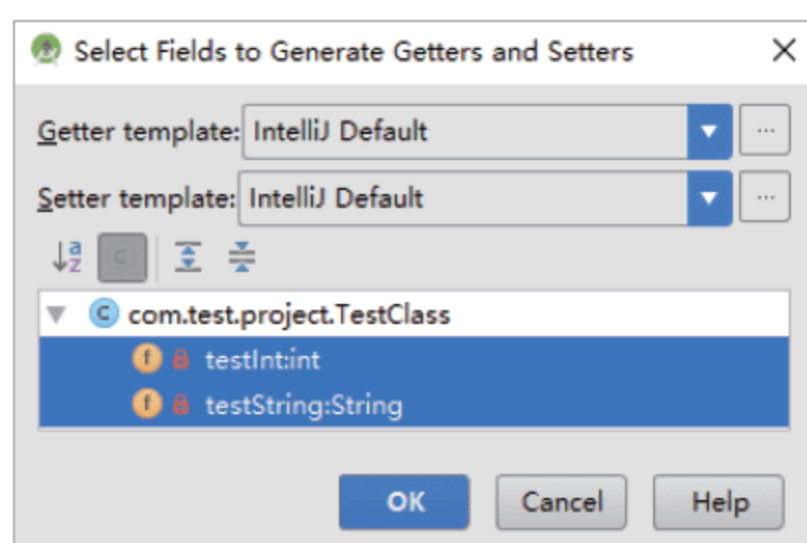 Select Fields to Generate Getters and Setters
Getter template: IntelliJ Default ...
Setter template: IntelliJ Default ...
com.test.project.TestClass
testInt:int
testString:String
OK Cancel Help